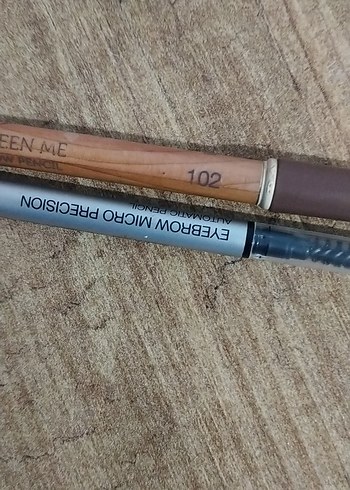 EEN ME
W PENCIL
102
EYEBROW MICRO PRECISION
AUTOMATIC PENCIL